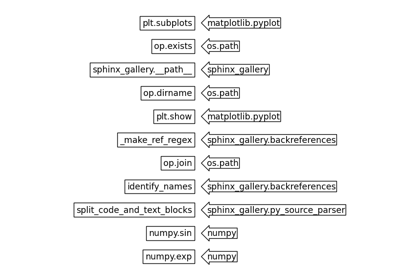 plt.subplots matplotlib.pyplot
op.exists os.path
sphinx_gallery.__path__ sphinx_gallery
op.dirname os.path
plt.show matplotlib.pyplot
_make_ref_regex sphinx_gallery.backreferences
op.join os.path
identify_names sphinx_gallery.backreferences
split_code_and_text_blocks sphinx_gallery.py_source_parser
numpy.sin numpy
numpy.exp numpy